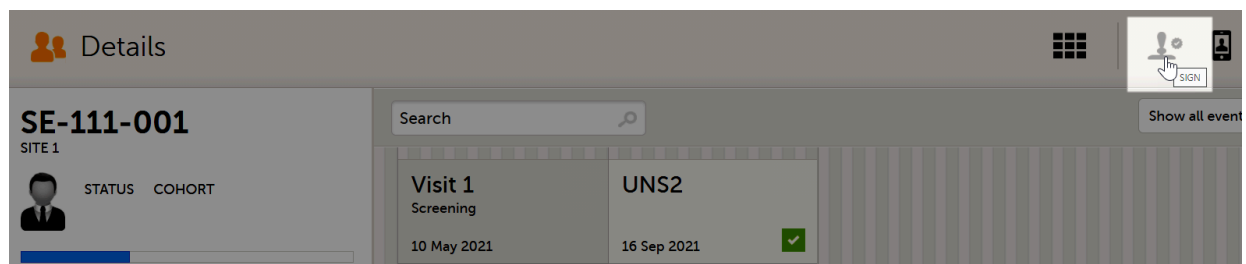 Details
SIGN
SE-111-001
SITE 1
STATUS COHORT
Search
Show all event
Visit 1
Screening
10 May 2021
UNS2
16 Sep 2021